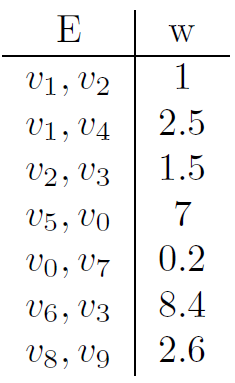 E w
v₁, v₂ 1
v₁, v₄ 2.5
v₂, v₃ 1.5
v₅, v₀ 7
v₀, v₇ 0.2
v₆, v₃ 8.4
v₈, v₉ 2.6